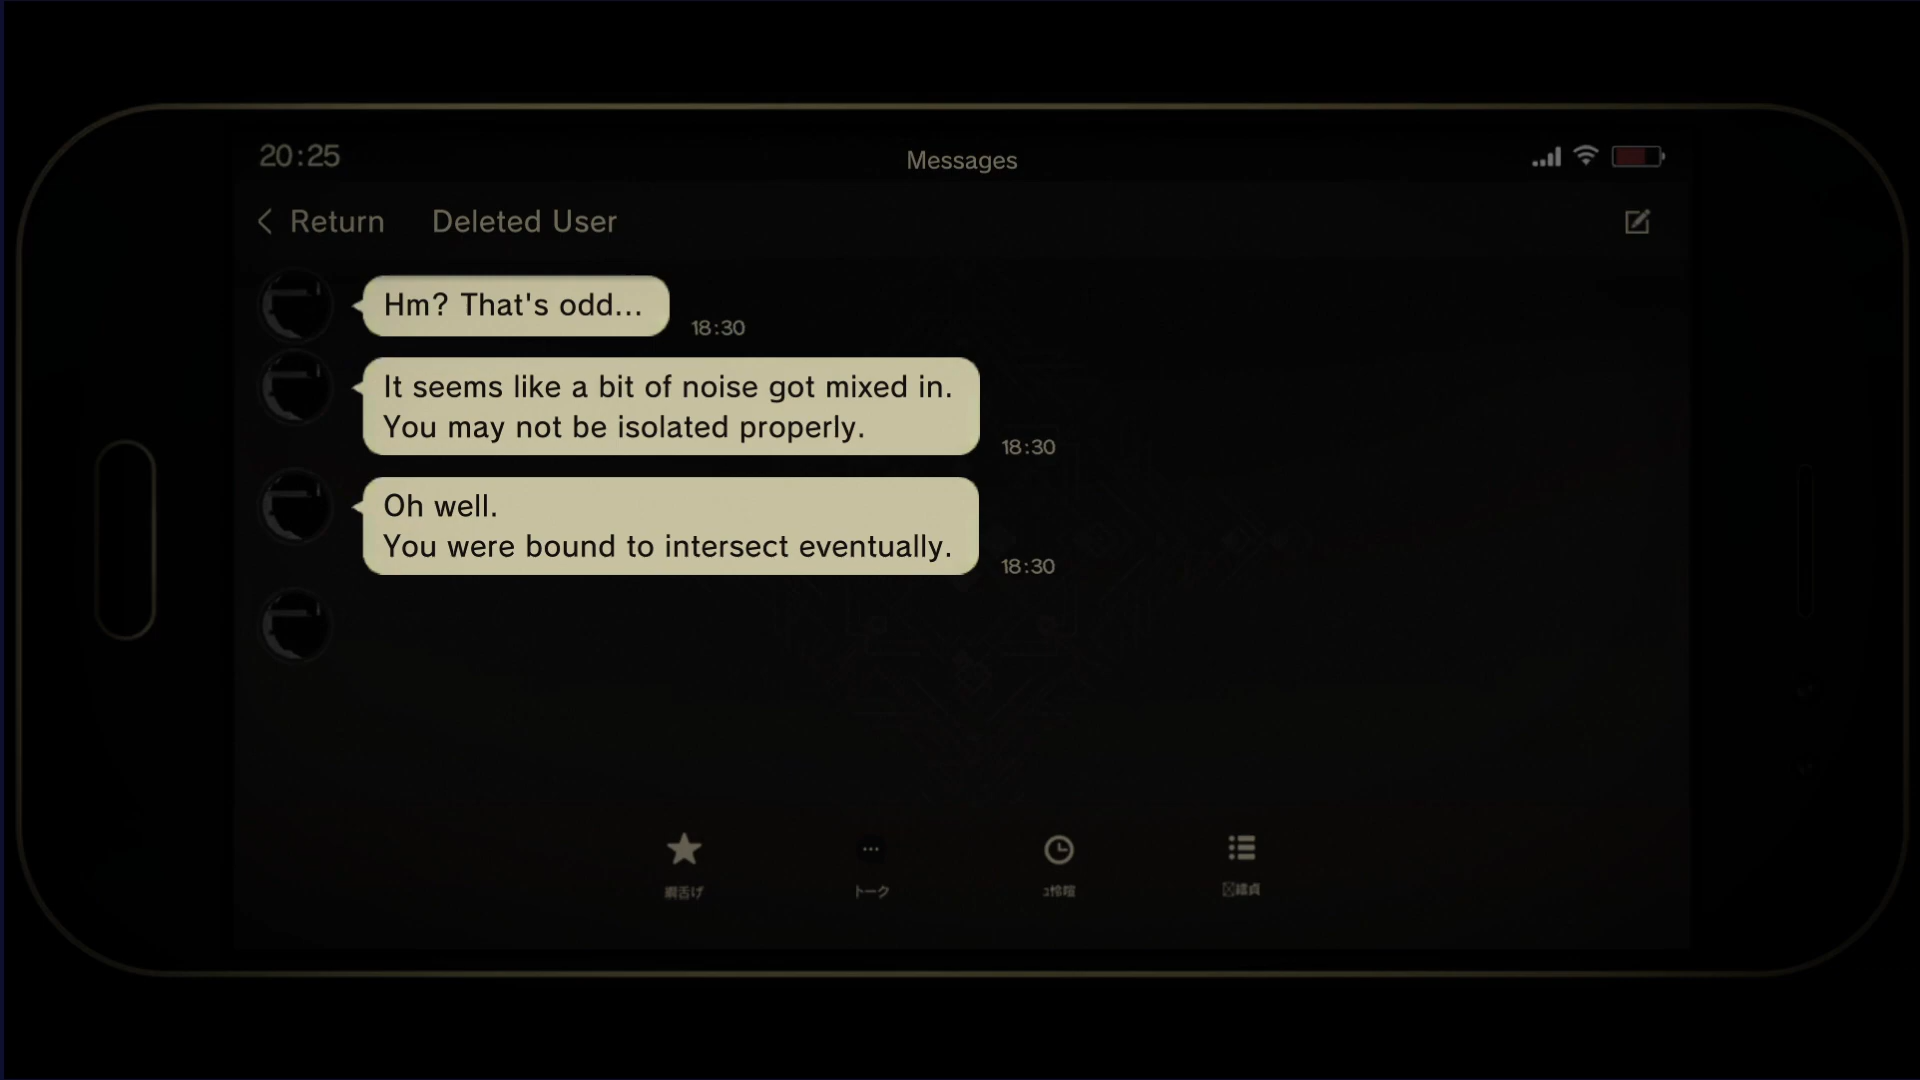 20:25
Messages
Return
Deleted User
Hm? That's odd...
18:30
It seems like a bit of noise got mixed in.
You may not be isolated properly.
18:30
Oh well.
You were bound to intersect eventually.
18:30
トーク